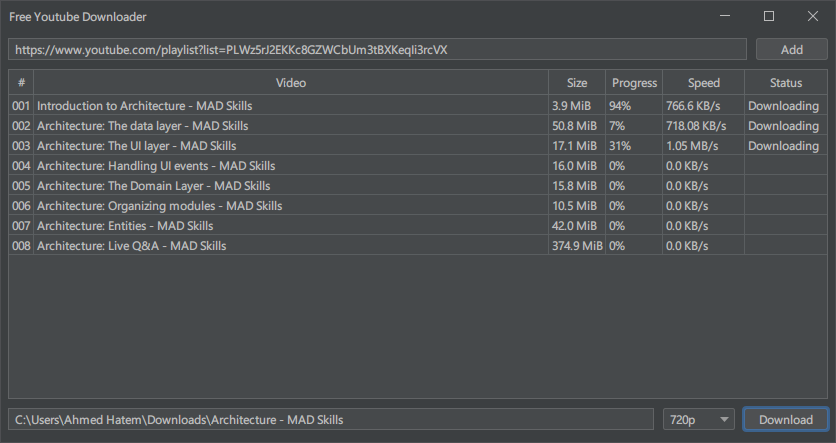 Free Youtube Downloader
https://www.youtube.com/playlist?list=PLWz5rJ2EKKc8GZWCbUm3tBXKeqIi3rcVX Add
# Video Size Progress Speed Status
001 Introduction to Architecture - MAD Skills 3.9 MiB 94% 766.6 KB/s Downloading
002 Architecture: The data layer - MAD Skills 50.8 MiB 7% 718.08 KB/s Downloading
003 Architecture: The UI layer - MAD Skills 17.1 MiB 31% 1.05 MB/s Downloading
004 Architecture: Handling UI events - MAD Skills 16.0 MiB 0% 0.0 KB/s
005 Architecture: The Domain Layer - MAD Skills 15.8 MiB 0% 0.0 KB/s
006 Architecture: Organizing modules - MAD Skills 10.5 MiB 0% 0.0 KB/s
007 Architecture: Entities - MAD Skills 42.0 MiB 0% 0.0 KB/s
008 Architecture: Live Q&A - MAD Skills 374.9 MiB 0% 0.0 KB/s
C:\Users\Ahmed Hatem\Downloads\Architecture - MAD Skills 720p Download